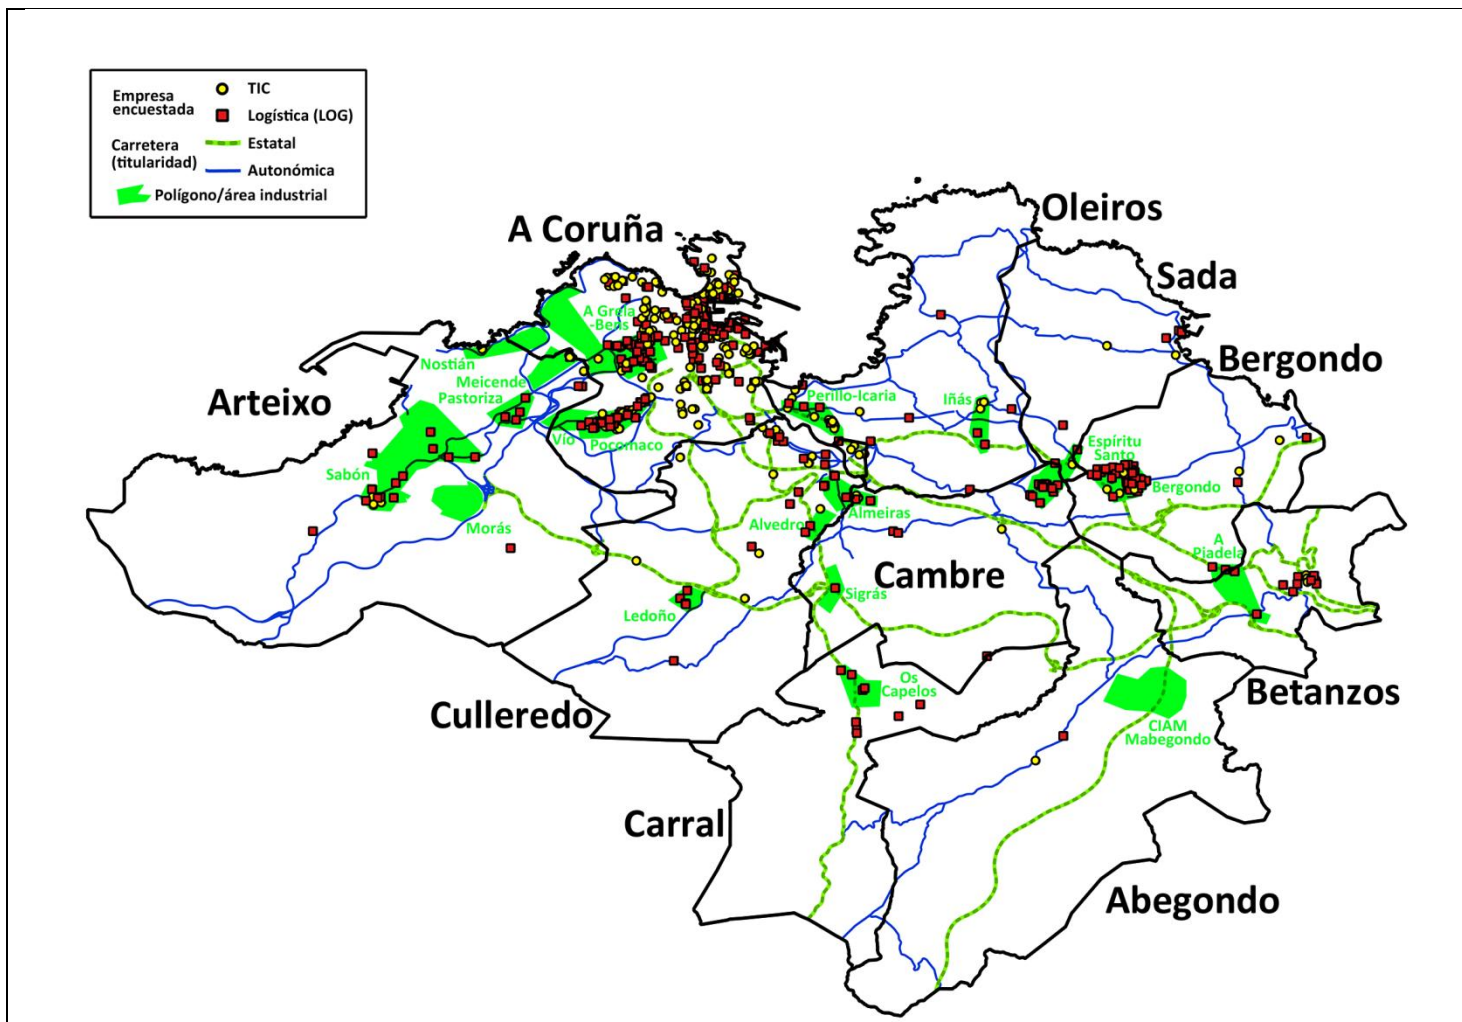 Empresa
encuestada
TIC
Logística (LOG)
Carretera
(titularidad)
Estatal
Autonómica
Polígono/área industrial
A Coruña
Oleiros
Sada
Bergondo
Arteixo
A Grela
-Bens
Nostián
Meicende
Pastoriza
Perillo-Icaria
Iñás
Vío
Pocomaco
Espíritu
Santo
Sabón
Bergondo
Morás
Almeiras
Alvedro
A
Piadela
Cambre
Sigrás
Ledoño
Os
Capelos
Betanzos
Culleredo
CIAM
Mabegondo
Carral
Abegondo